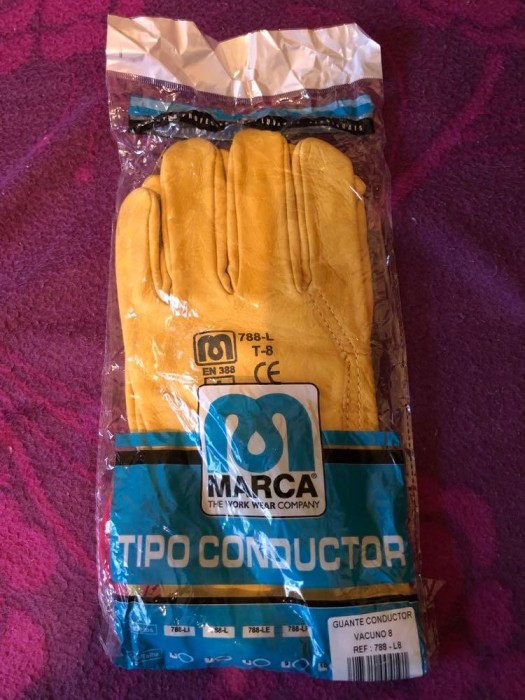 788-L
T-8
EN 388
CE
MARCA®
THE WORK WEAR COMPANY
TIPO CONDUCTOR
788-L
788-LE
GUANTE CONDUCTOR
VACUNO 8
REF : 788 - L8